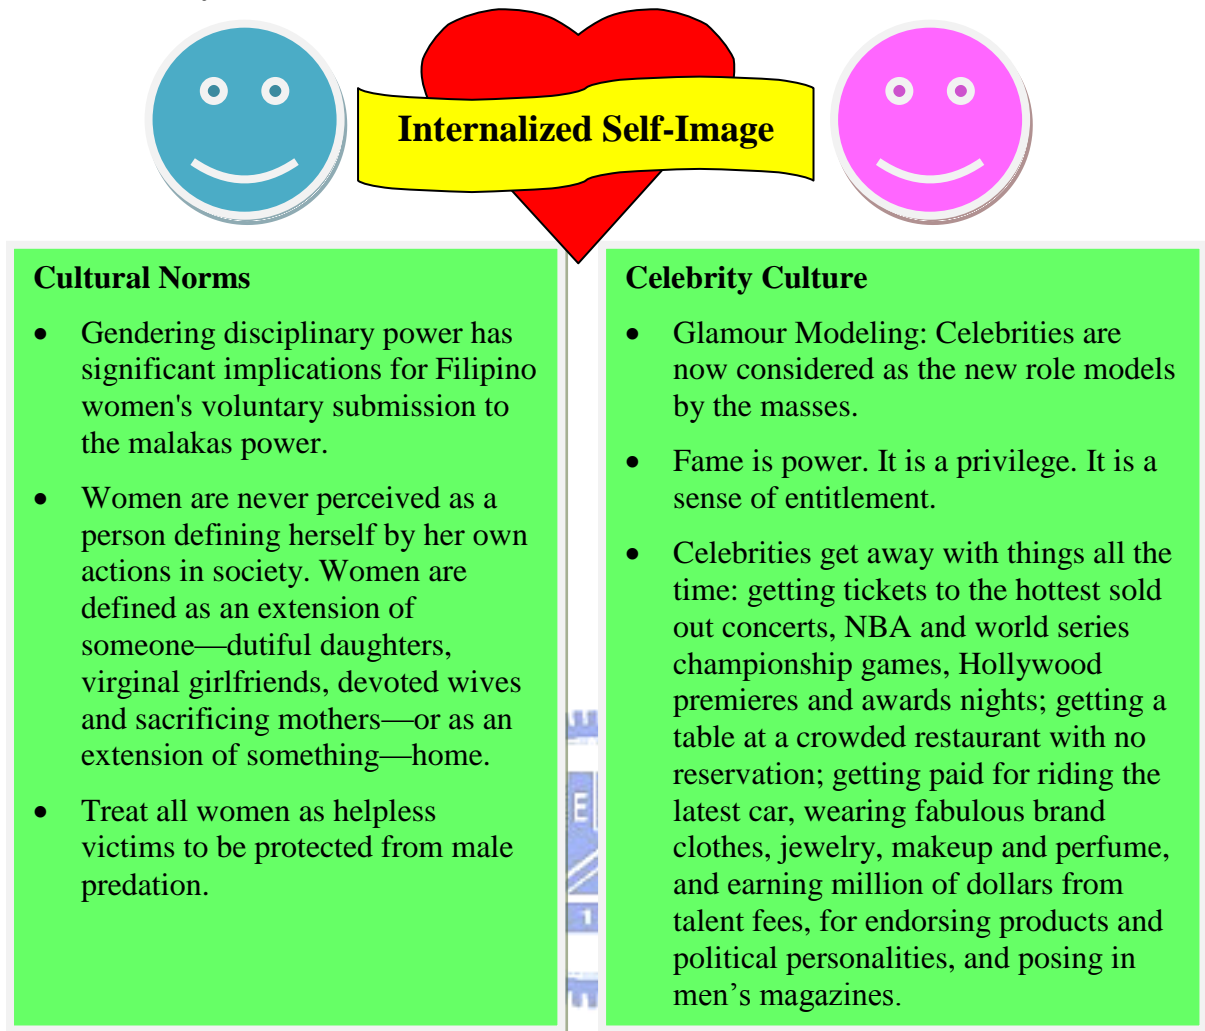 Internalized Self-Image
Cultural Norms
• Gendering disciplinary power has
significant implications for Filipino
women's voluntary submission to
the malakas power.
• Women are never perceived as a
person defining herself by her own
actions in society. Women are
defined as an extension of
someone—dutiful daughters,
virginal girlfriends, devoted wives
and sacrificing mothers—or as an
extension of something—home.
• Treat all women as helpless
victims to be protected from male
predation.
Celebrity Culture
• Glamour Modeling: Celebrities are
now considered as the new role models
by the masses.
• Fame is power. It is a privilege. It is a
sense of entitlement.
• Celebrities get away with things all the
time: getting tickets to the hottest sold
out concerts, NBA and world series
championship games, Hollywood
premieres and awards nights; getting a
table at a crowded restaurant with no
reservation; getting paid for riding the
latest car, wearing fabulous brand
clothes, jewelry, makeup and perfume,
and earning million of dollars from
talent fees, for endorsing products and
political personalities, and posing in
men’s magazines.